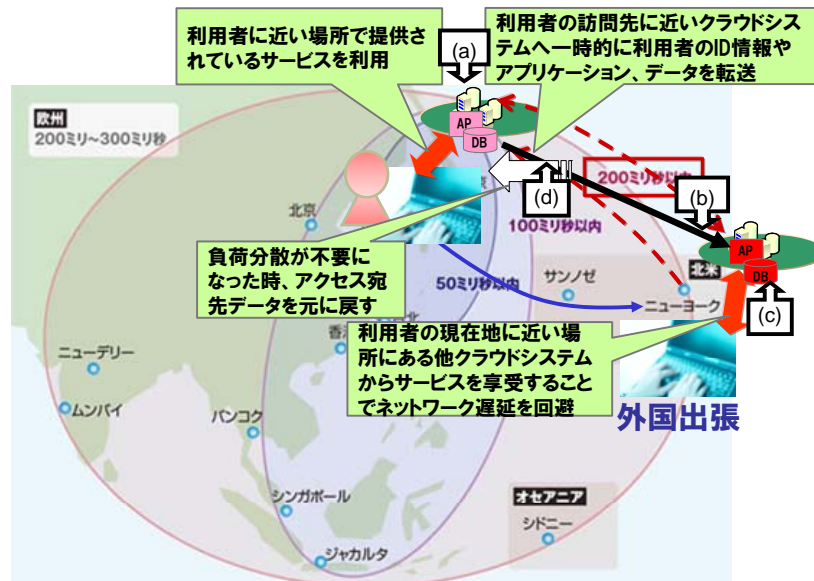 利用者に近い場所で提供さ
れているサービスを利用
(a)
利用者の訪問先に近いクラウドシス
テムへ一時的に利用者のID情報や
アプリケーション、データを転送
欧州
200ミリ～300ミリ秒
AP
DB
(d)
200ミリ秒以内
(b)
北京
100ミリ秒以内
AP
DB
負荷分散が不要に
なった時、アクセス宛
先データを元に戻す
50ミリ秒以内
サンノゼ
北米
ニューヨーク
(c)
利用者の現在地に近い場
所にある他クラウドシステム
からサービスを享受すること
でネットワーク遅延を回避
ニューデリー
ムンバイ
バンコク
外国出張
シンガポール
オセアニア
シドニー
ジャカルタ